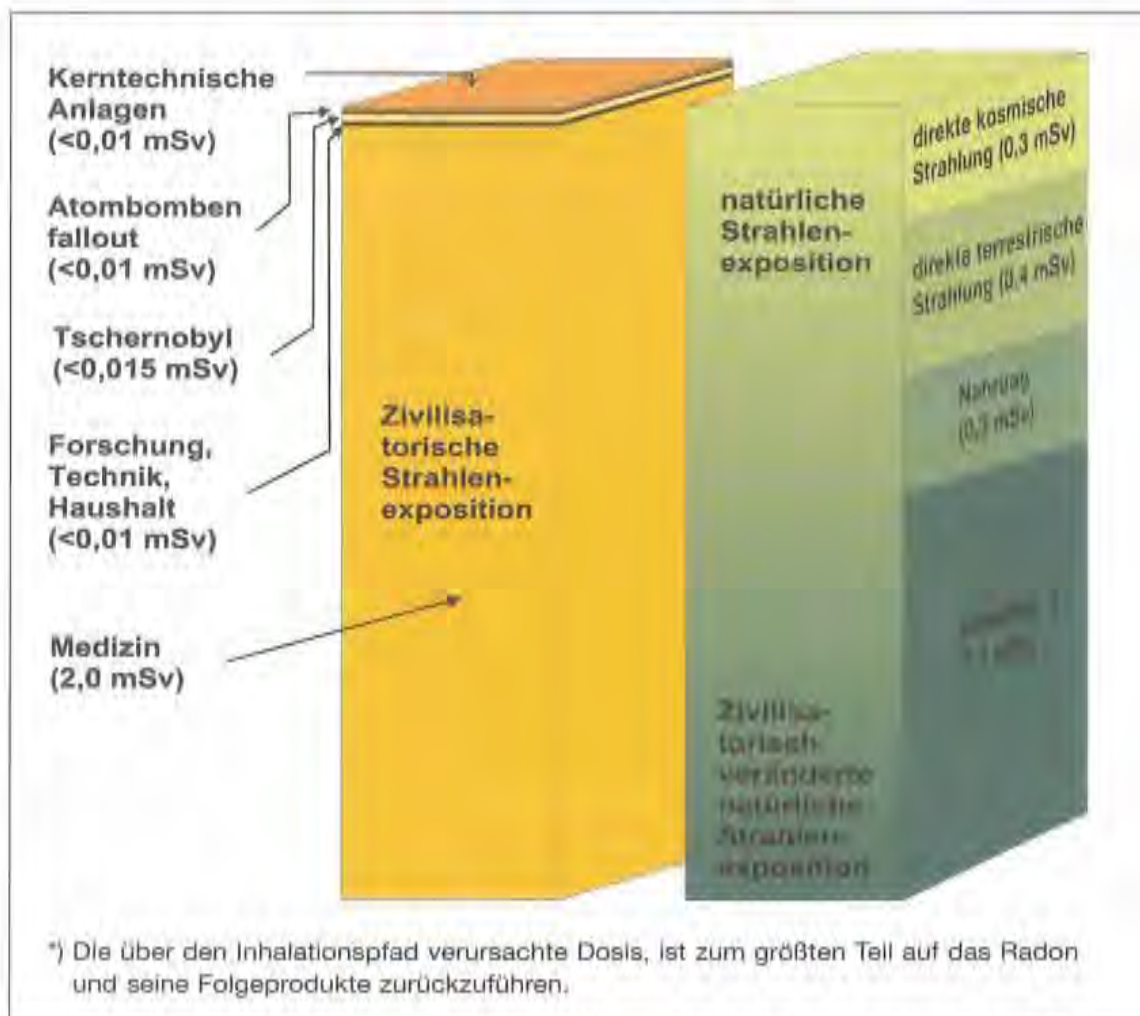 Kerntechnische
Anlagen
(<0,01 mSv)
Atombomben
fallout
(<0,01 mSv)
Tschernobyl
(<0,015 mSv)
Forschung,
Technik,
Haushalt
(<0,01 mSv)
Medizin
(2,0 mSv)
Zivilisa-
torische
Strahlen-
exposition
natürliche
Strahlen-
exposition
Zivilisa-
torisch
veränderte
natürliche
Strahlen-
exposition
direkte kosmische
Strahlung (0,3 mSv)
direkte terrestrische
Strahlung (0,4 mSv)
Nahrung
(0,3 mSv)
*) Die über den Inhalationspfad verursachte Dosis, ist zum größten Teil auf das Radon
und seine Folgeprodukte zurückzuführen.